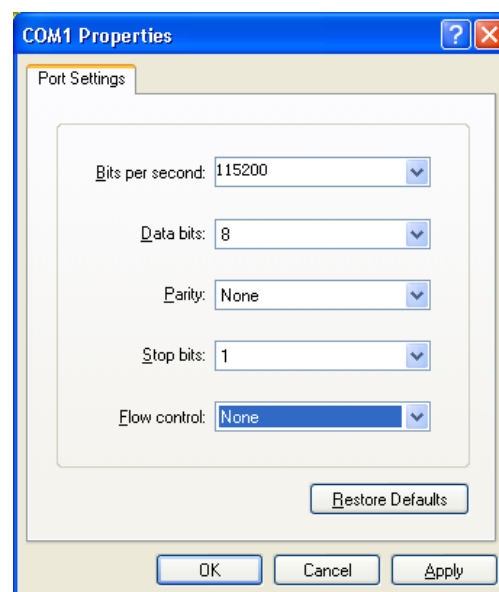 COM1 Properties
Port Settings
Bits per second: 115200
Data bits: 8
Parity: None
Stop bits: 1
Flow control: None
Restore Defaults
OK Cancel Apply